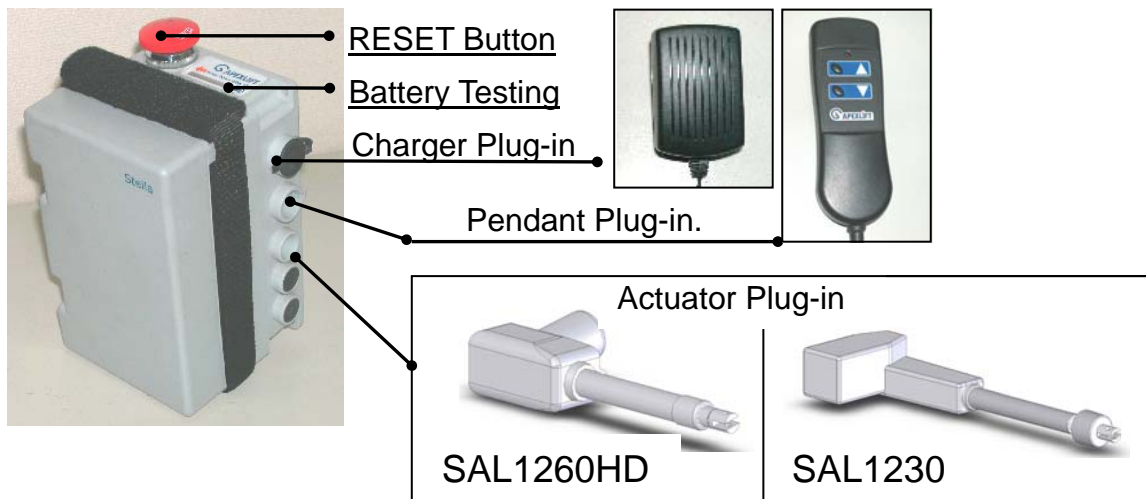 RESET Button
APEXLIFT
Battery Testing
Charger Plug-in
Stella
APEXLIFT
Pendant Plug-in.
Actuator Plug-in
SAL1260HD
SAL1230